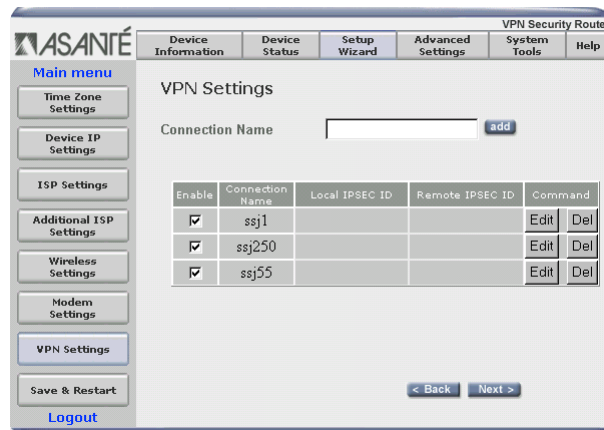 VPN Security Route
ASANTÉ
Device Information
Device Status
Setup Wizard
Advanced Settings
System Tools
Help
Main menu
Time Zone Settings
Device IP Settings
ISP Settings
Additional ISP Settings
Wireless Settings
Modem Settings
VPN Settings
Save & Restart
Logout
VPN Settings
Connection Name
add
Enable Connection Name Local IPSEC ID Remote IPSEC ID Command
ssj1 Edit Del
ssj250 Edit Del
ssj55 Edit Del
< Back Next >